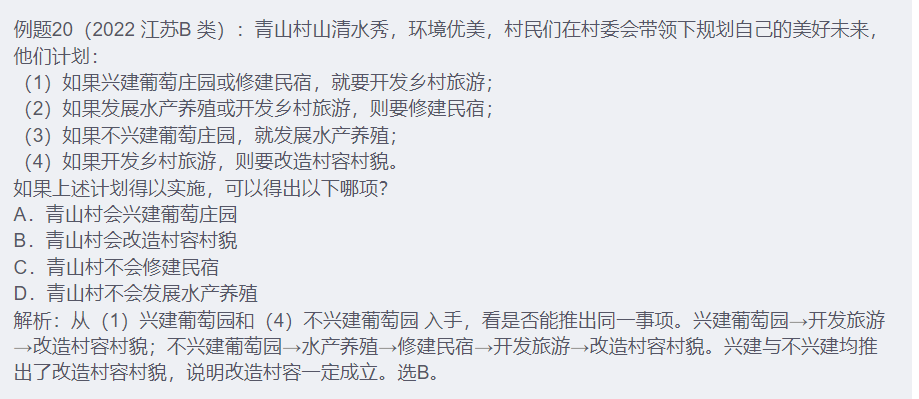 例题20（2022 江苏B 类）：青山村山清水秀，环境优美，村民们在村委会带领下规划自己的美好未来，
他们计划：
（1）如果兴建葡萄庄园或修建民宿，就要开发乡村旅游；
（2）如果发展水产养殖或开发乡村旅游，则要修建民宿；
（3）如果不兴建葡萄庄园，就发展水产养殖；
（4）如果开发乡村旅游，则要改造村容村貌。
如果上述计划得以实施，可以得出以下哪项？
A．青山村会兴建葡萄庄园
B．青山村会改造村容村貌
C．青山村不会修建民宿
D．青山村不会发展水产养殖
解析：从（1）兴建葡萄园和（4）不兴建葡萄园 入手，看是否能推出同一事项。兴建葡萄园→开发旅游
→改造村容村貌；不兴建葡萄园→水产养殖→修建民宿→开发旅游→改造村容村貌。兴建与不兴建均推
出了改造村容村貌，说明改造村容一定成立。选B。